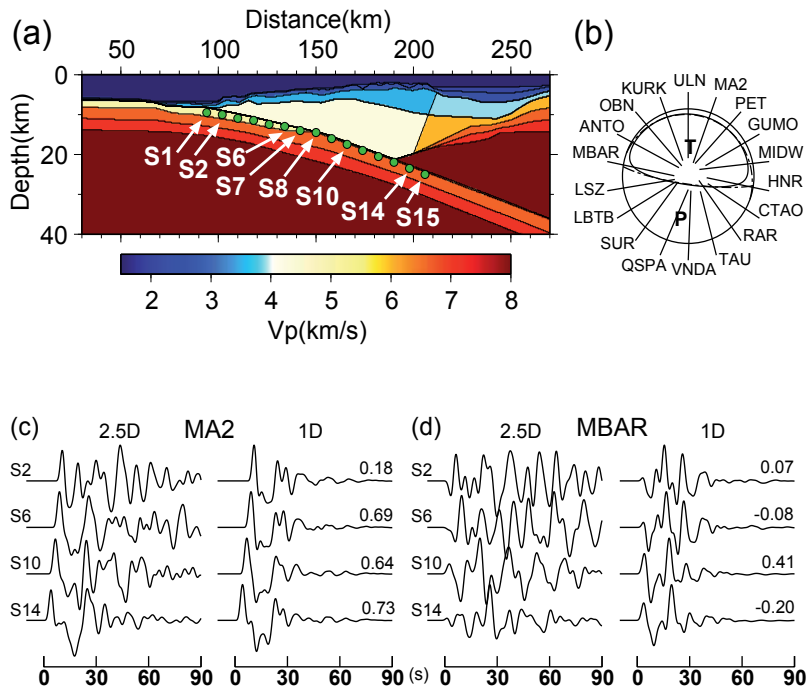 (a)
Distance(km)
50 100 150 200 250
Depth(km)
0
20
40
S1
S2
S6
S7
S8
S10
S14
S15
2 3 4 5 6 7 8
Vp(km/s)
(b)
ULN
MA2
PET
GUMO
MIDW
HNR
CTAO
RAR
TAU
VNDA
QSPA
SUR
LBTB
LSZ
MBAR
ANTO
OBN
KURK
T
P
(c)
2.5D MA2 1D
S2 0.18
S6 0.69
S10 0.64
S14 0.73
0 30 60 90 0 30 60 90
(s)
(d)
2.5D MBAR 1D
S2 0.07
S6 -0.08
S10 0.41
S14 -0.20
0 30 60 90 0 30 60 90